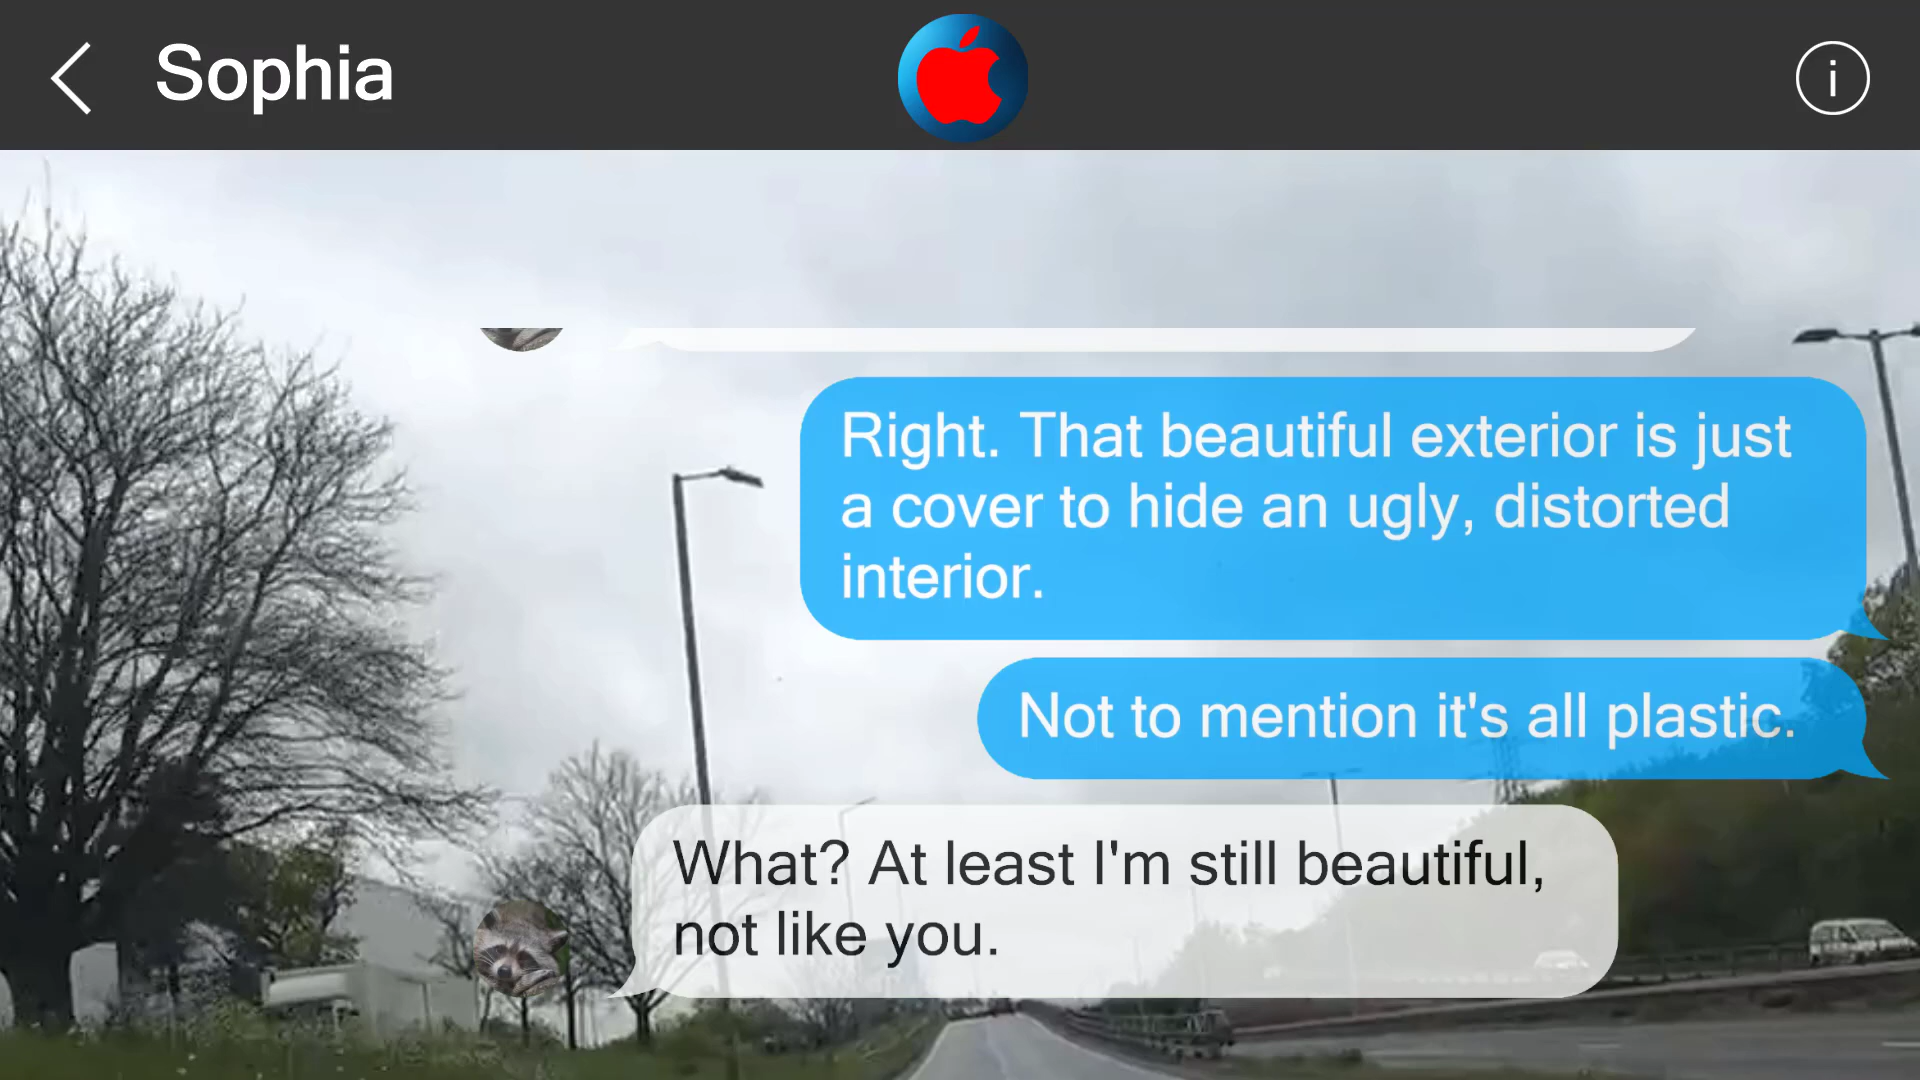 Sophia
Right. That beautiful exterior is just
a cover to hide an ugly, distorted
interior.
Not to mention it's all plastic.
What? At least I'm still beautiful,
not like you.